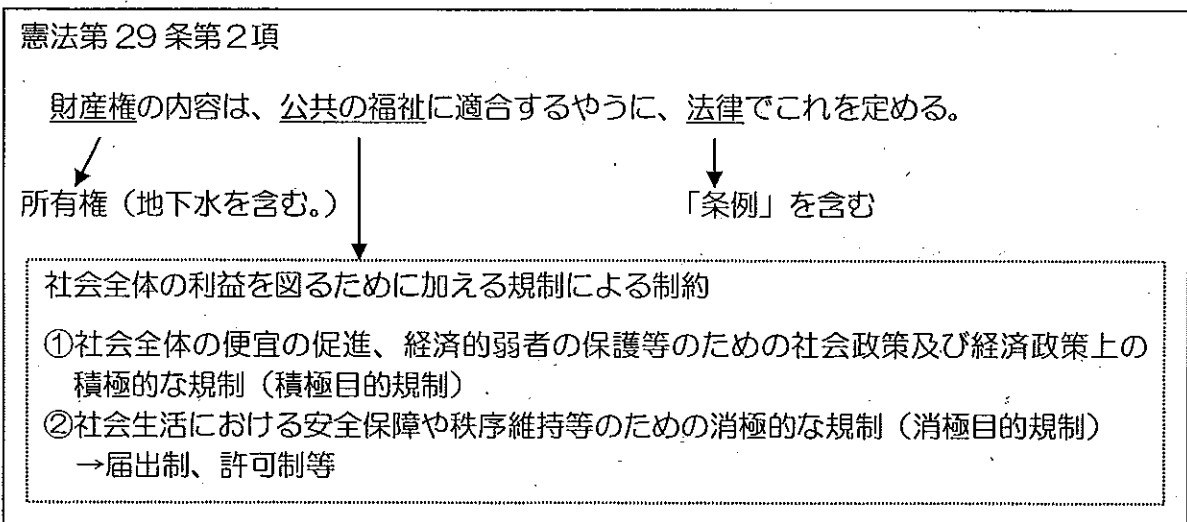 憲法第29条第2項
財産権の内容は、公共の福祉に適合するやうに、法律でこれを定める。
所有権（地下水を含む。） 「条例」を含む
社会全体の利益を図るために加える規制による制約
①社会全体の便宜の促進、経済的弱者の保護等のための社会政策及び経済政策上の
積極的な規制（積極目的規制）
②社会生活における安全保障や秩序維持等のための消極的な規制（消極目的規制）
→届出制、許可制等